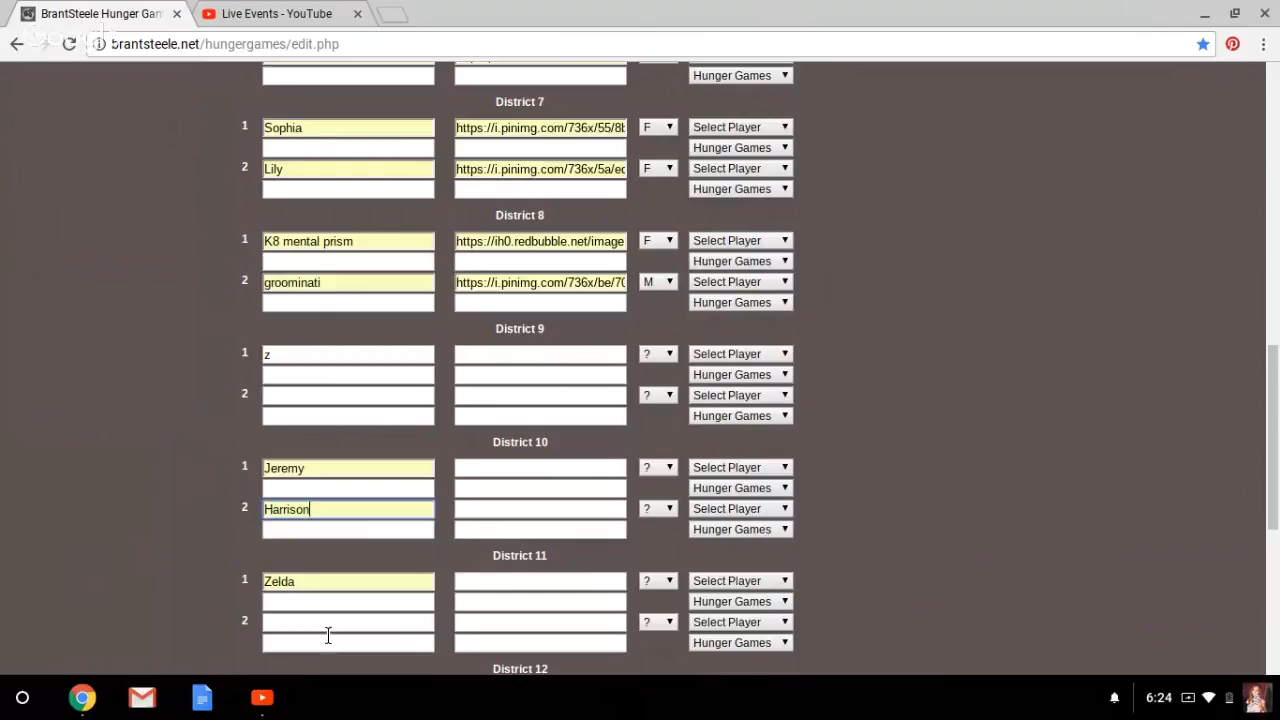 BrantSteele Hunger Gam
Live Events - YouTube
brantsteele.net/hungergames/edit.php
Hunger Games
District 7
1 Sophia https://i.pinimg.com/736x/55/8 F Select Player
Hunger Games
2 Lily https://i.pinimg.com/736x/5a/ec F Select Player
Hunger Games
District 8
1 K8 mental prism https://ih0.redbubble.net/image F Select Player
Hunger Games
2 groominati https://i.pinimg.com/736x/be/70 M Select Player
Hunger Games
District 9
1 z ? Select Player
Hunger Games
2 ? Select Player
Hunger Games
District 10
1 Jeremy ? Select Player
Hunger Games
2 Harrison ? Select Player
Hunger Games
District 11
1 Zelda ? Select Player
Hunger Games
2 ? Select Player
Hunger Games
District 12
6:24